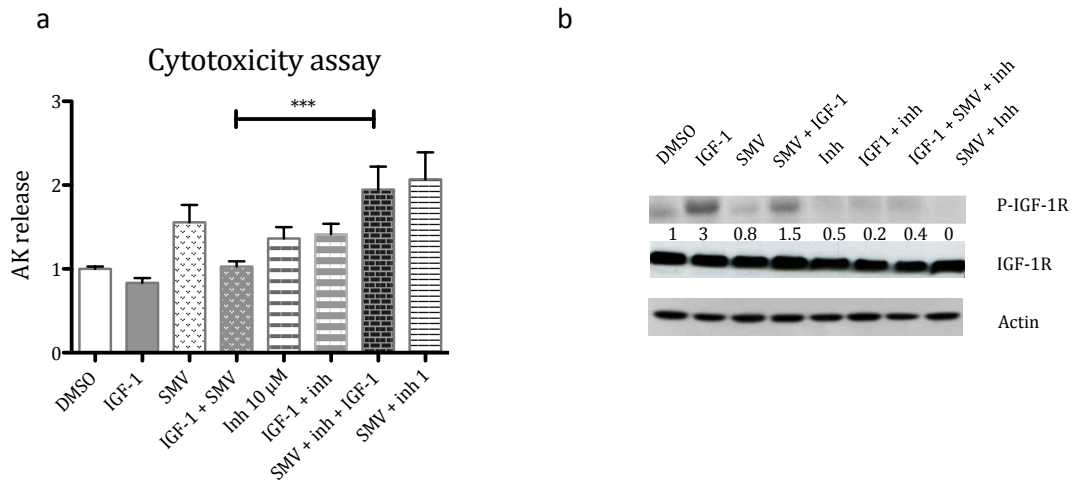 a
Cytotoxicity assay
AK release
3
2
1
0
***
DMSO
IGF-1
SMV
IGF-1 + SMV
Inh 10 µM
IGF-1 + inh
SMV + inh + IGF-1
SMV + inh 1
b
DMSO
IGF-1
SMV
SMV + IGF-1
Inh
IGF1 + inh
IGF-1 + SMV + inh
SMV + Inh
P-IGF-1R
1 3 0.8 1.5 0.5 0.2 0.4 0
IGF-1R
Actin